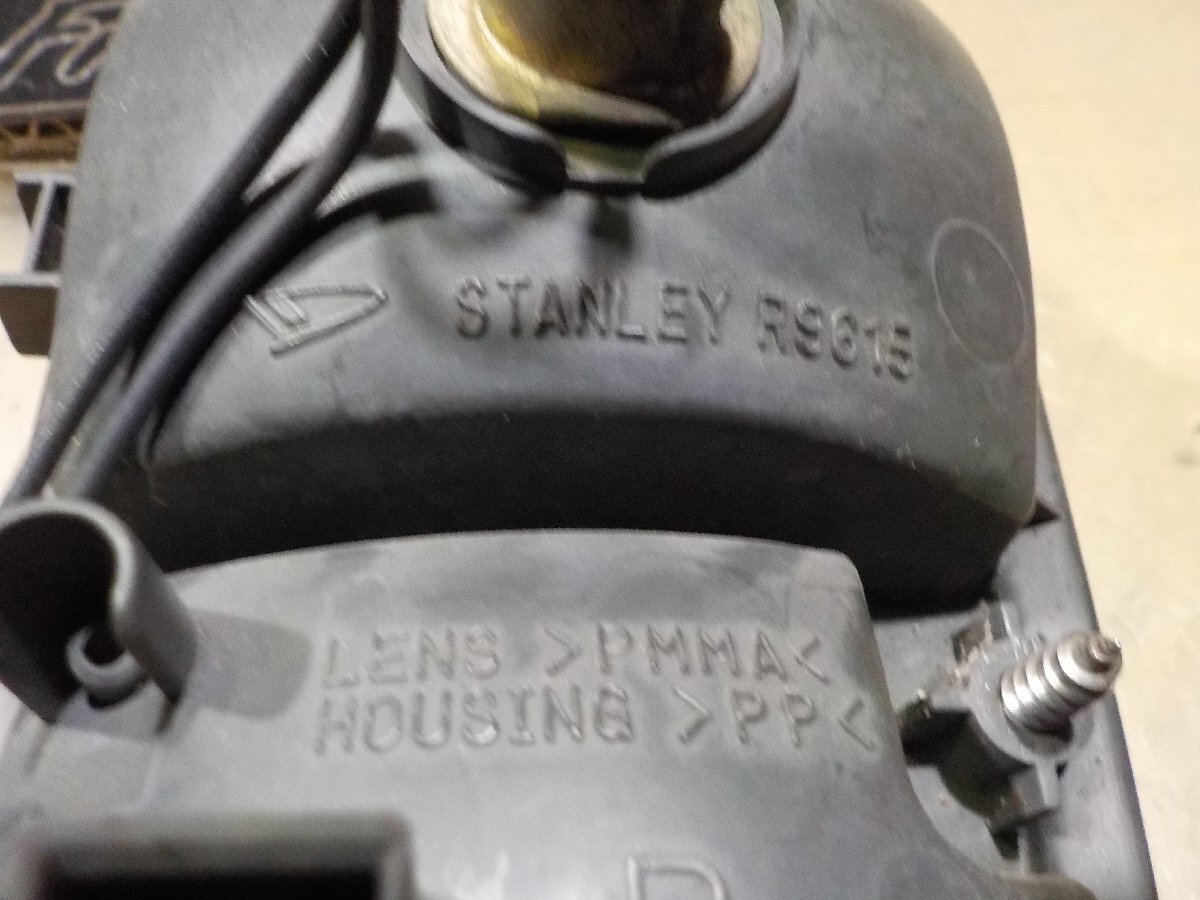 STANLEY R9615
LENS >PMMA<
HOUSING >PP<